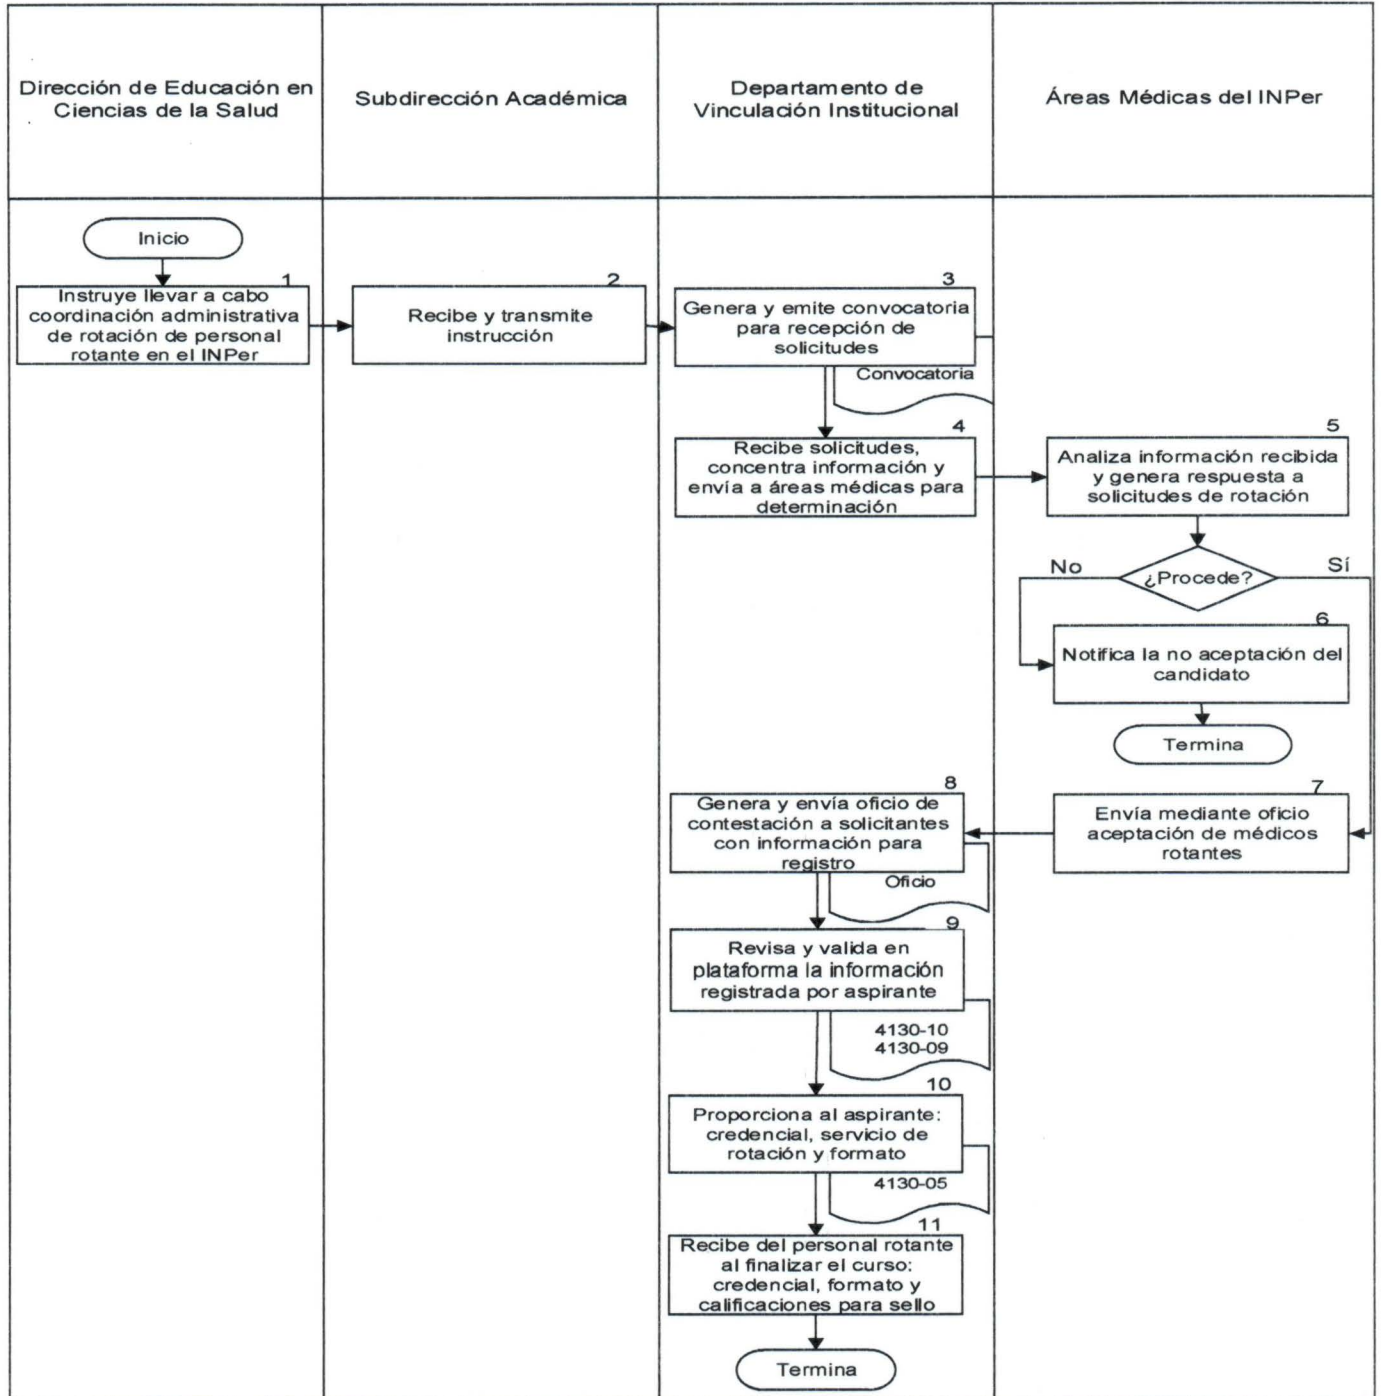 Dirección de Educación en
Ciencias de la Salud
Subdirección Académica
Departamento de
Vinculación Institucional
Áreas Médicas del INPer
Inicio
1
Instruye llevar a cabo
coordinación administrativa
de rotación de personal
rotante en el INPer
2
Recibe y transmite
instrucción
3
Genera y emite convocatoria
para recepción de
solicitudes
Convocatoria
4
Recibe solicitudes,
concentra información y
envía a áreas médicas para
determinación
5
Analiza información recibida
y genera respuesta a
solicitudes de rotación
¿Procede?
No
Sí
6
Notifica la no aceptación del
candidato
Termina
7
Envía mediante oficio
aceptación de médicos
rotantes
8
Genera y envía oficio de
contestación a solicitantes
con información para
registro
Oficio
9
Revisa y valida en
plataforma la información
registrada por aspirante
4130-10
4130-09
10
Proporciona al aspirante:
credencial, servicio de
rotación y formato
4130-05
11
Recibe del personal rotante
al finalizar el curso:
credencial, formato y
calificaciones para sello
Termina